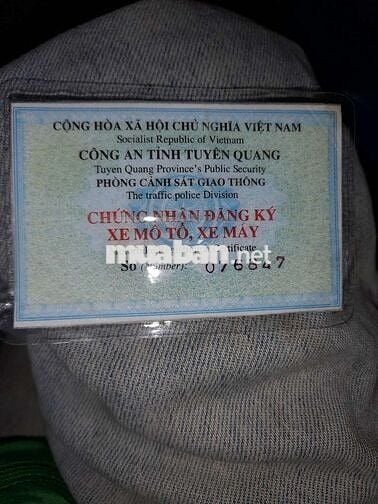 CỘNG HÒA XÃ HỘI CHỦ NGHĨA VIỆT NAM
Socialist Republic of Vietnam
CÔNG AN TỈNH TUYÊN QUANG
Tuyen Quang Province's Public Security
PHÒNG CẢNH SÁT GIAO THÔNG
The traffic police Division
CHỨNG NHẬN ĐĂNG KÝ
XE MÔ TÔ, XE MÁY
muaban.net
Số (Number): 076847